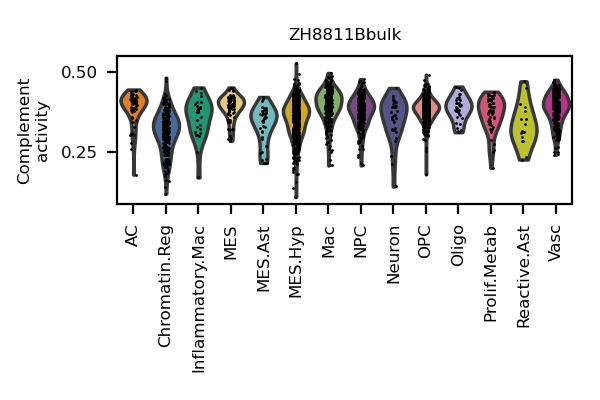 ZH8811Bbulk
Complement
activity
0.50
0.25
AC
Chromatin.Reg
Inflammatory.Mac
MES
MES.Ast
MES.Hyp
Mac
NPC
Neuron
OPC
Oligo
Prolif.Metab
Reactive.Ast
Vasc